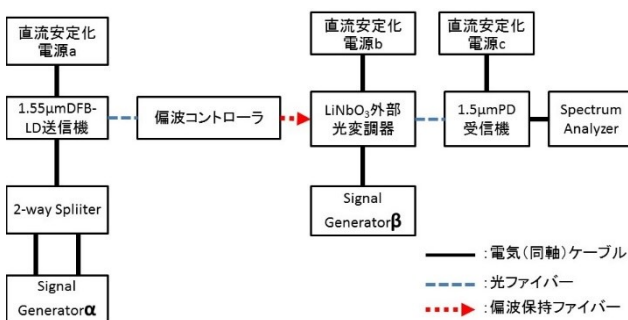 直流安定化
電源a
直流安定化
電源b
直流安定化
電源c
1.55μmDFB-
LD送信機
偏波コントローラ
LiNbO₃外部
光変調器
1.5μmPD
受信機
Spectrum
Analyzer
2-way Spliiter
Signal
Generatorβ
Signal
Generatorα
:電気(同軸)ケーブル
:光ファイバー
:偏波保持ファイバー